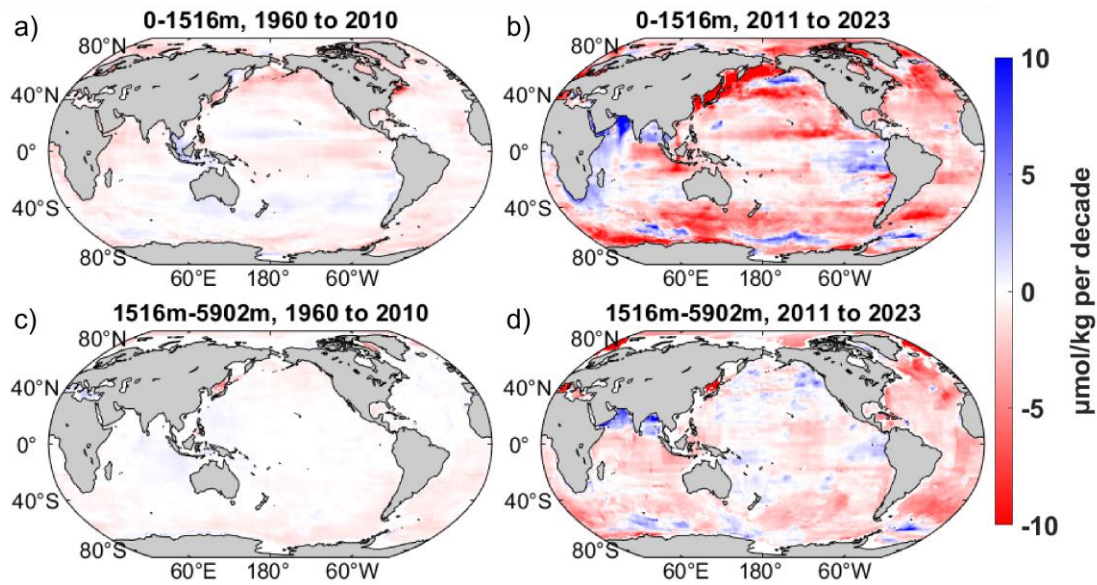 a) 0-1516m, 1960 to 2010
80°N
40°N
0°
40°S
80°S
60°E 180° 60°W
b) 0-1516m, 2011 to 2023
80°N
40°N
0°
40°S
80°S
60°E 180° 60°W
c) 1516m-5902m, 1960 to 2010
80°N
40°N
0°
40°S
80°S
60°E 180° 60°W
d) 1516m-5902m, 2011 to 2023
80°N
40°N
0°
40°S
80°S
60°E 180° 60°W
10
5
0
-5
-10
μmol/kg per decade